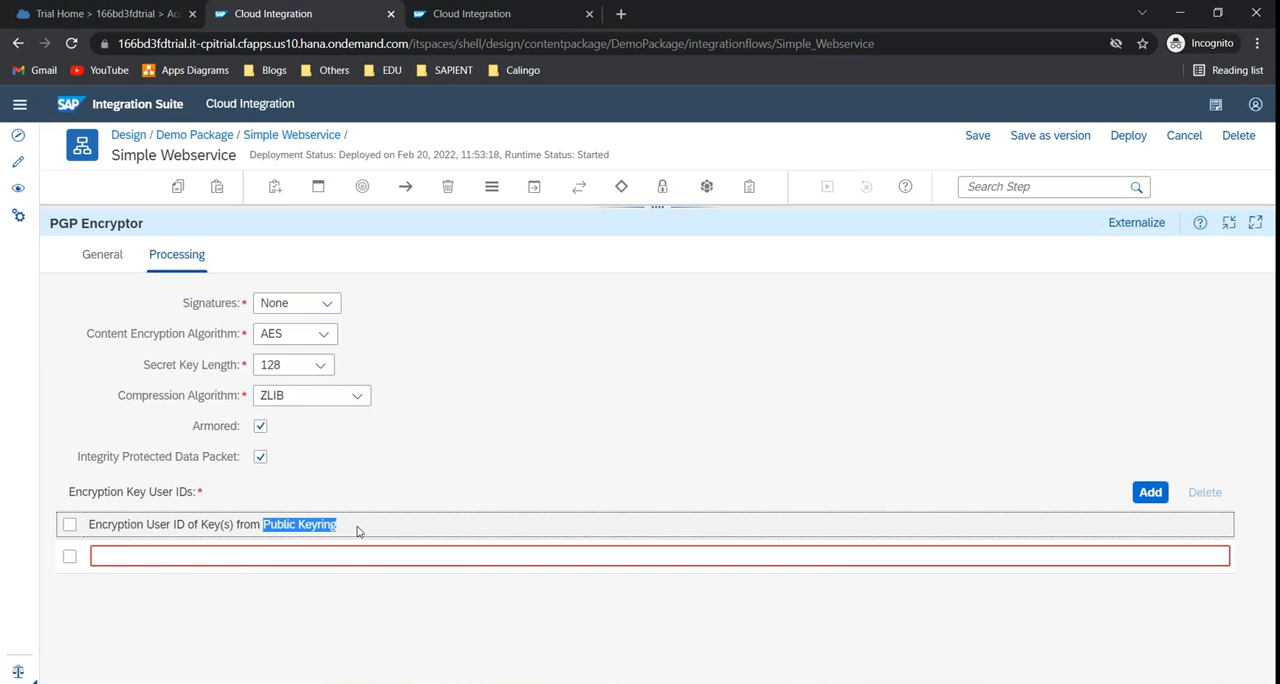 Trial Home > 166bd3fdtrial > Ac
Cloud Integration
Cloud Integration
166bd3fdtrial.it-cpitrial.cfapps.us10.hana.ondemand.com/itspaces/shell/design/contentpackage/DemoPackage/integrationflows/Simple_Webservice
Incognito
Gmail
YouTube
Apps Diagrams
Blogs
Others
EDU
SAPIENT
Calingo
Reading list
SAP Integration Suite Cloud Integration
Design / Demo Package / Simple Webservice /
Save
Save as version
Deploy
Cancel
Delete
Simple Webservice Deployment Status: Deployed on Feb 20, 2022, 11:53:18, Runtime Status: Started
Search Step
PGP Encryptor
Externalize
General
Processing
Signatures:* None
Content Encryption Algorithm:* AES
Secret Key Length:* 128
Compression Algorithm:* ZLIB
Armored:
Integrity Protected Data Packet:
Encryption Key User IDs:*
Add
Delete
Encryption User ID of Key(s) from Public Keyring